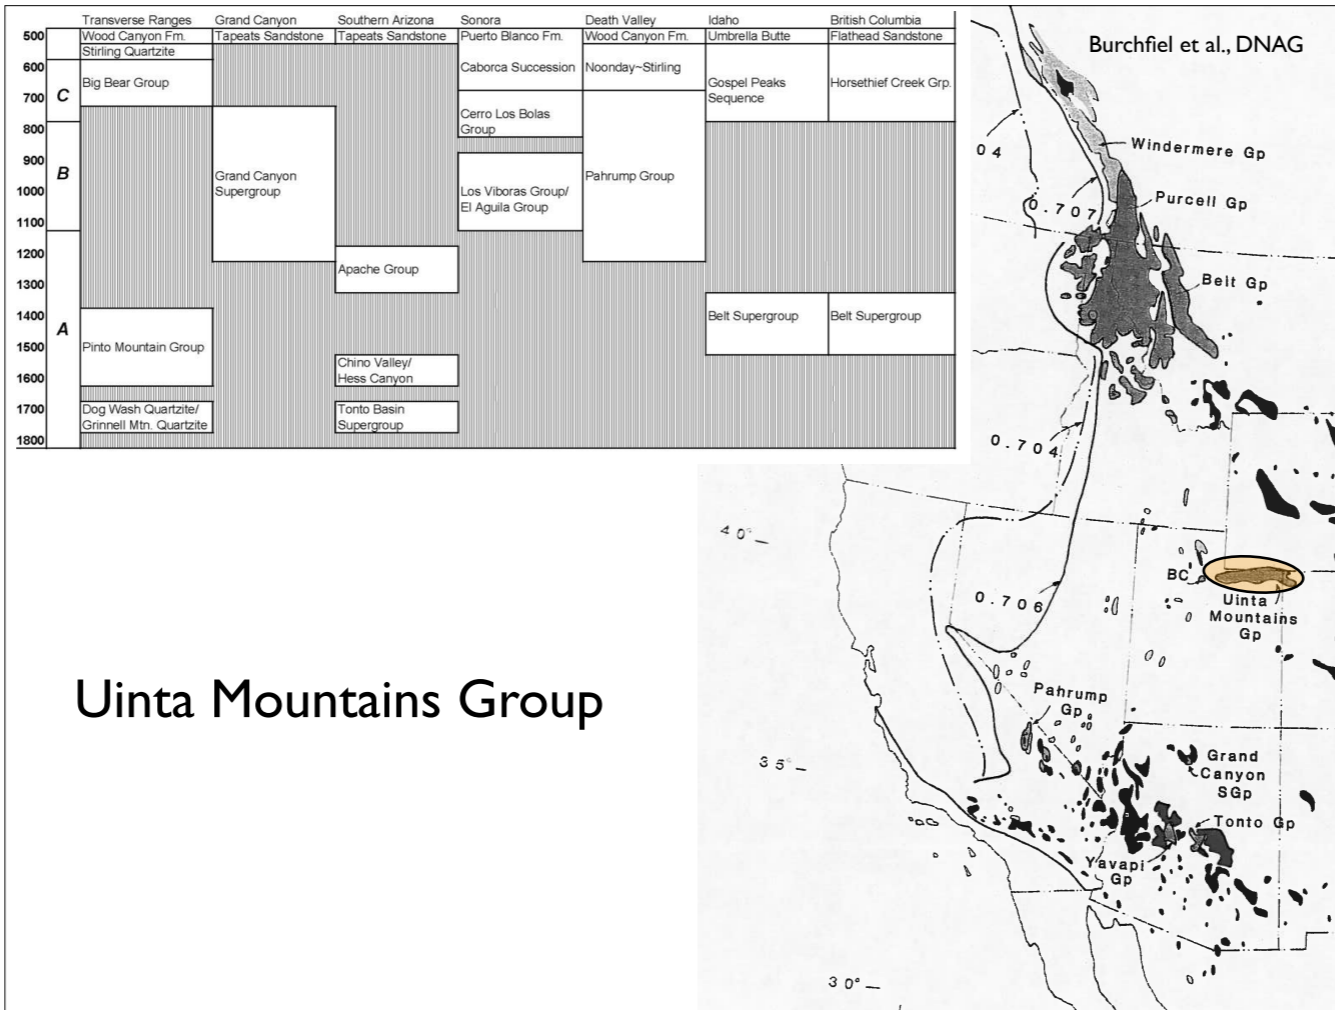 Transverse Ranges Grand Canyon Southern Arizona Sonora Death Valley Idaho British Columbia
500 Wood Canyon Fm. Tapeats Sandstone Tapeats Sandstone Puerto Blanco Fm. Wood Canyon Fm. Umbrella Butte Flathead Sandstone
Stirling Quartzite
600 Big Bear Group Caborca Succession Noonday~Stirling
C Gospel Peaks Horsethief Creek Grp.
700 Sequence
Cerro Los Bolas
800 Group
900
B Grand Canyon Pahrump Group
1000 Supergroup Los Viboras Group/
El Aguila Group
1100
1200
Apache Group
1300
1400 A Belt Supergroup Belt Supergroup
1500 Pinto Mountain Group
Chino Valley/
1600 Hess Canyon
1700 Dog Wash Quartzite/ Tonto Basin
Grinnell Mtn. Quartzite Supergroup
1800
Burchfiel et al., DNAG
04
Windermere Gp
0.707
Purcell Gp
Belt Gp
0.704
40°
BC
0.706
Uinta
Mountains
Gp
Uinta Mountains Group
Pahrump
Gp
35°
Grand
Canyon
SGp
Tonto Gp
Yavapi
Gp
30°